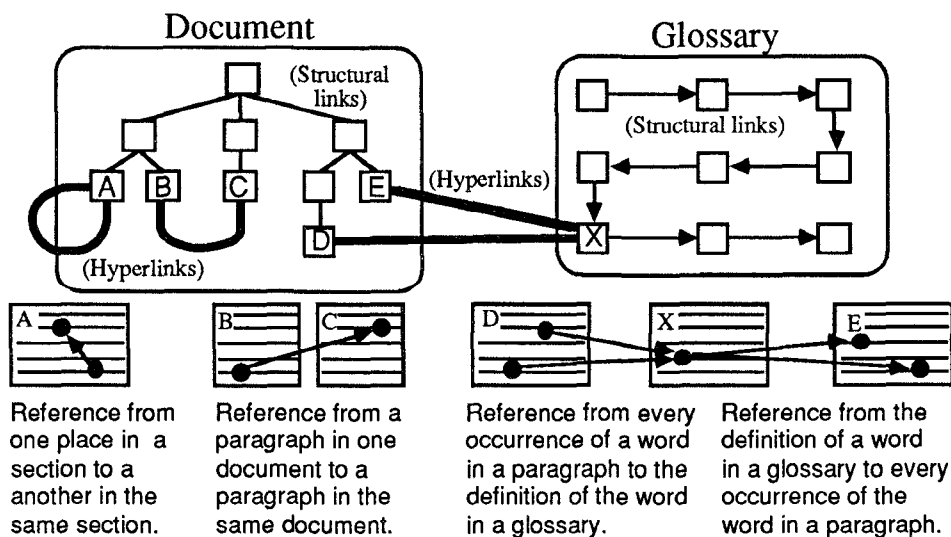 Document
Glossary
(Structural
links)
(Structural links)
A B C E
(Hyperlinks)
D
X
(Hyperlinks)
A
B
C
D
X
E
Reference from
one place in a
section to a
another in the
same section.
Reference from a
paragraph in one
document to a
paragraph in the
same document.
Reference from every
occurrence of a word
in a paragraph to the
definition of the word
in a glossary.
Reference from the
definition of a word
in a glossary to every
occurrence of the
word in a paragraph.